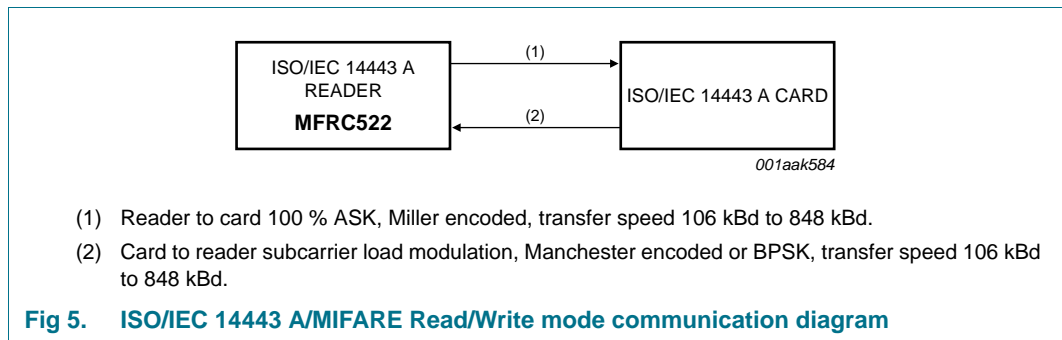 ISO/IEC 14443 A
READER
MFRC522
(1)
(2)
ISO/IEC 14443 A CARD
001aak584
(1) Reader to card 100 % ASK, Miller encoded, transfer speed 106 kBd to 848 kBd.
(2) Card to reader subcarrier load modulation, Manchester encoded or BPSK, transfer speed 106 kBd
to 848 kBd.
Fig 5. ISO/IEC 14443 A/MIFARE Read/Write mode communication diagram